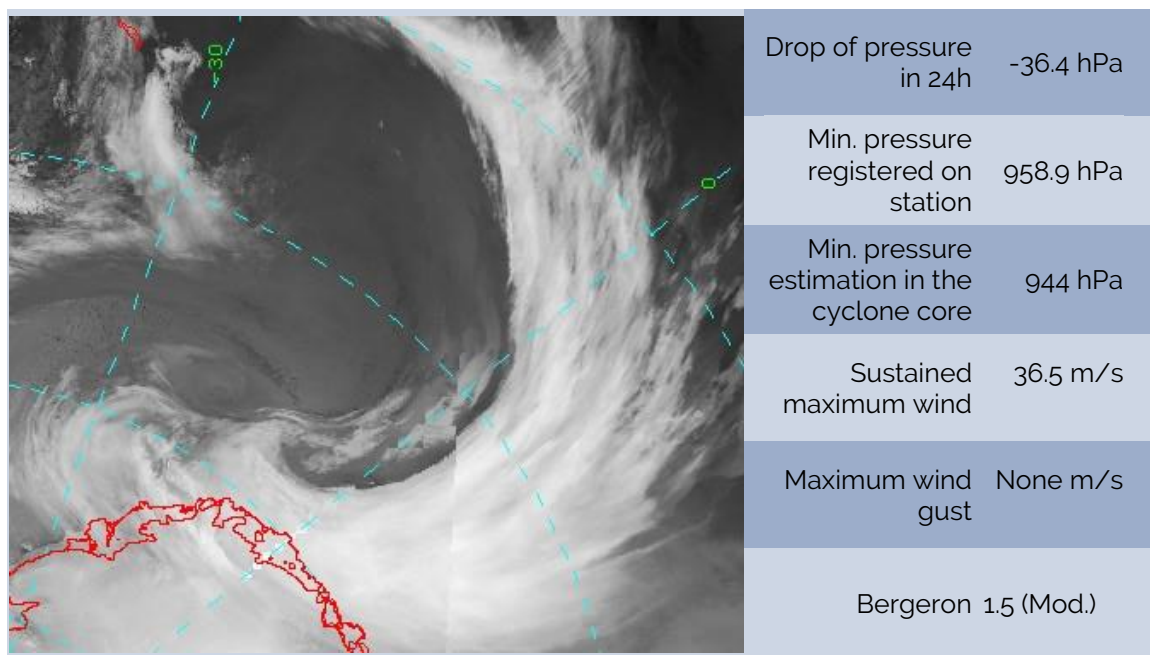 -30
0
Drop of pressure
in 24h
-36.4 hPa
Min. pressure
registered on
station
958.9 hPa
Min. pressure
estimation in the
cyclone core
944 hPa
Sustained
maximum wind
36.5 m/s
Maximum wind
gust
None m/s
Bergeron 1.5 (Mod.)